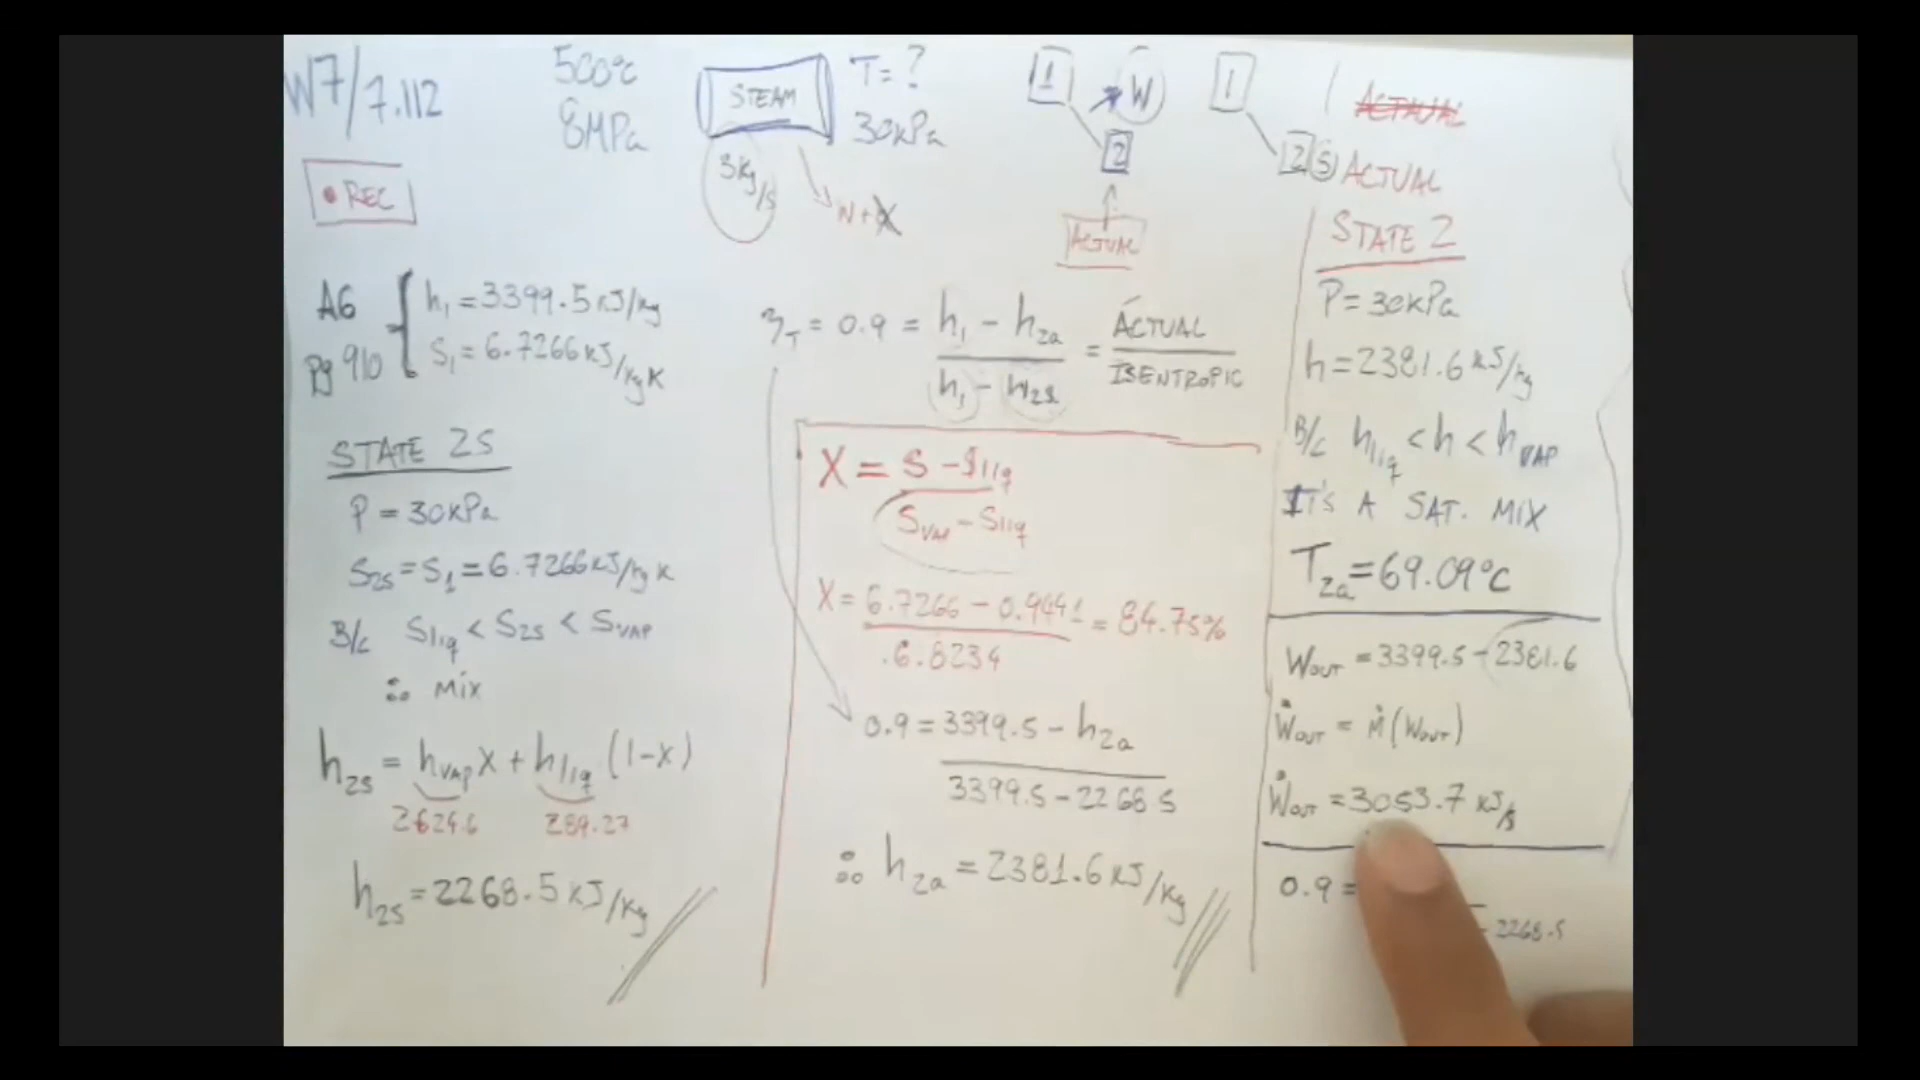 W7/7.112
500°C
8MPa
STEAM
3Kg/s
T=?
30kPa
1
W
2
ACTUAL
1
2S
ACTUAL
ACTUAL
• REC
A6
Pg 910
h₁ = 3399.5 kJ/kg
S₁ = 6.7266 kJ/kgK
STATE 2S
P = 30kPa
S₂s = S₁ = 6.7266 kJ/kg K
B/c Sliq < S2s < SVAP
∴ MIX
h2s = hVAP X + hliq (1-X)
2624.6 289.27
h2s = 2268.5 kJ/kg
ηT = 0.9 = h₁ - h2a = ACTUAL
h₁ - h2s ISENTROPIC
X = S - Sliq
SVAP - Sliq
X = 6.7266 - 0.9441 = 84.75%
6.8234
0.9 = 3399.5 - h2a
3399.5 - 2268.5
∴ h2a = 2381.6 kJ/kg
STATE 2
P = 30kPa
h = 2381.6 kJ/kg
B/c hliq < h < hVAP
IT'S A SAT. MIX
T2a = 69.09°C
WOUT = 3399.5 - 2381.6
ẆOUT = ṁ(WOUT)
ẆOUT = 3053.7 kJ/s
0.9 =
- 2268.5